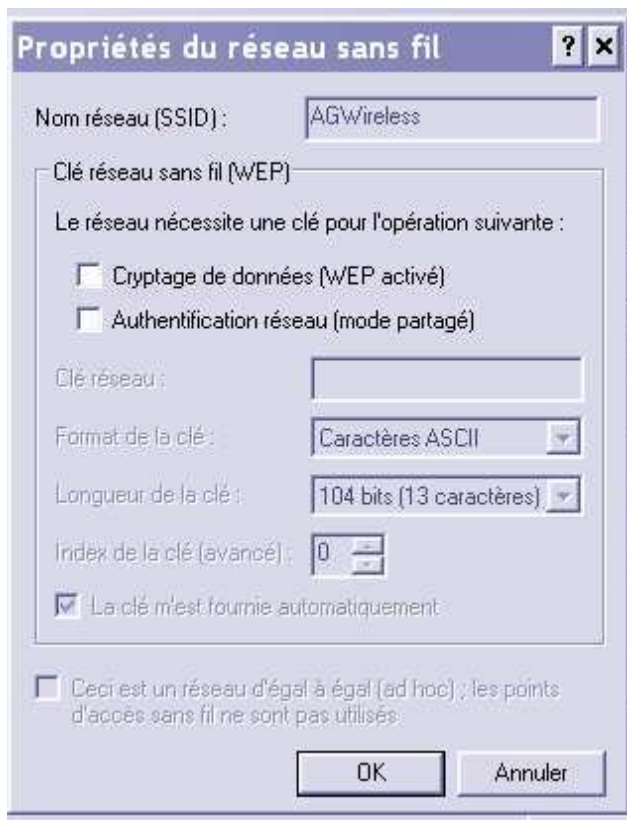 Propriétés du réseau sans fil ? ×
Nom réseau (SSID) : AGWireless
Clé réseau sans fil (WEP)
Le réseau nécessite une clé pour l'opération suivante :
Cryptage de données (WEP activé)
Authentification réseau (mode partagé)
Clé réseau :
Format de la clé : Caractères ASCII
Longueur de la clé : 104 bits (13 caractères)
Index de la clé (avancé) : 0
La clé m'est fournie automatiquement
Ceci est un réseau d'égal à égal (ad hoc) ; les points
d'accès sans fil ne sont pas utilisés
OK Annuler